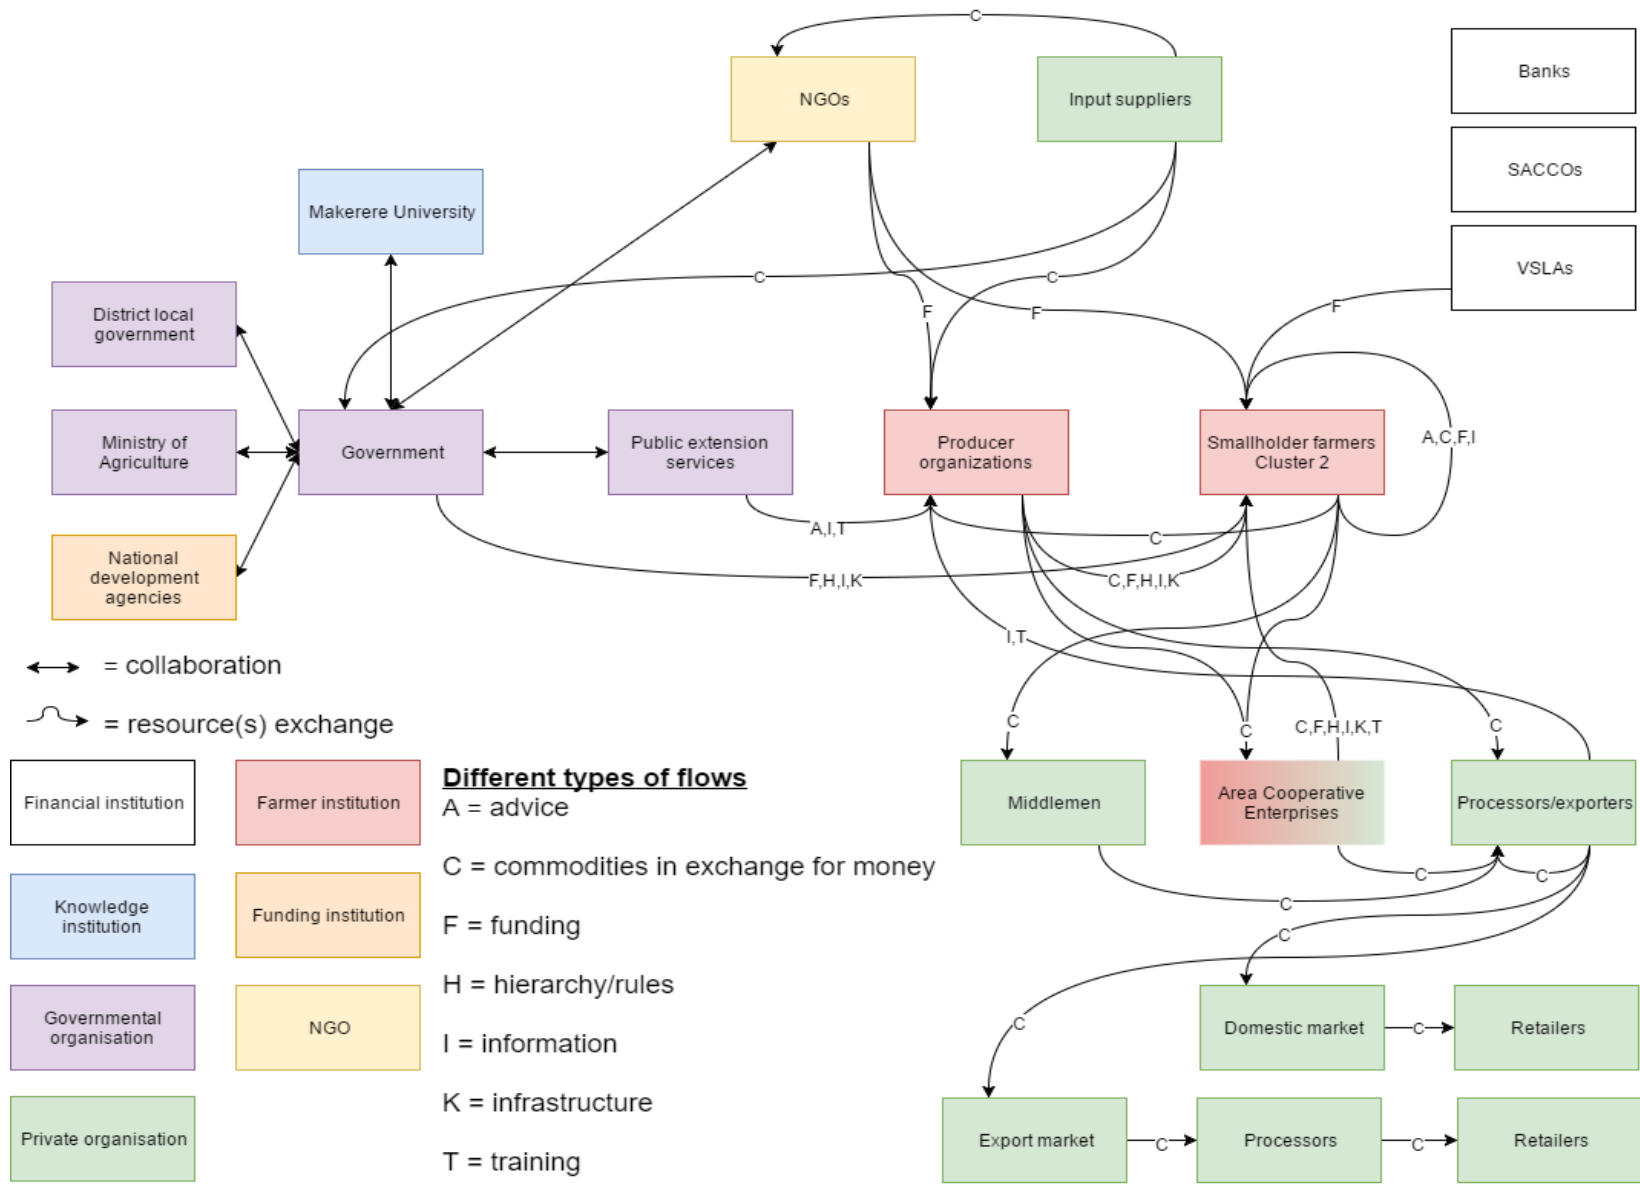 C
NGOs
Input suppliers
Banks
SACCOs
VSLAs
Makerere University
C
C
F
F
F
District local
government
Ministry of
Agriculture
Government
Public extension
services
Producer
organizations
Smallholder farmers
Cluster 2
A,C,F,I
National
development
agencies
A,I,T
C
F,H,I,K
C,F,H,I,K
I,T
= collaboration
= resource(s) exchange
C
C
C,F,H,I,K,T
C
Middlemen
Area Cooperative
Enterprises
Processors/exporters
C
C
C
C
C
Domestic market
C
Retailers
Export market
C
Processors
C
Retailers
Financial institution
Farmer institution
Knowledge
institution
Funding institution
Governmental
organisation
NGO
Private organisation
Different types of flows
A = advice
C = commodities in exchange for money
F = funding
H = hierarchy/rules
I = information
K = infrastructure
T = training